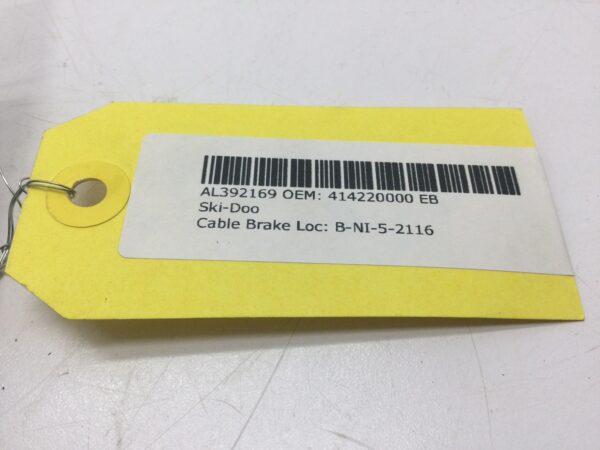 AL392169 OEM: 414220000 EB
Ski-Doo
Cable Brake Loc: B-NI-5-2116